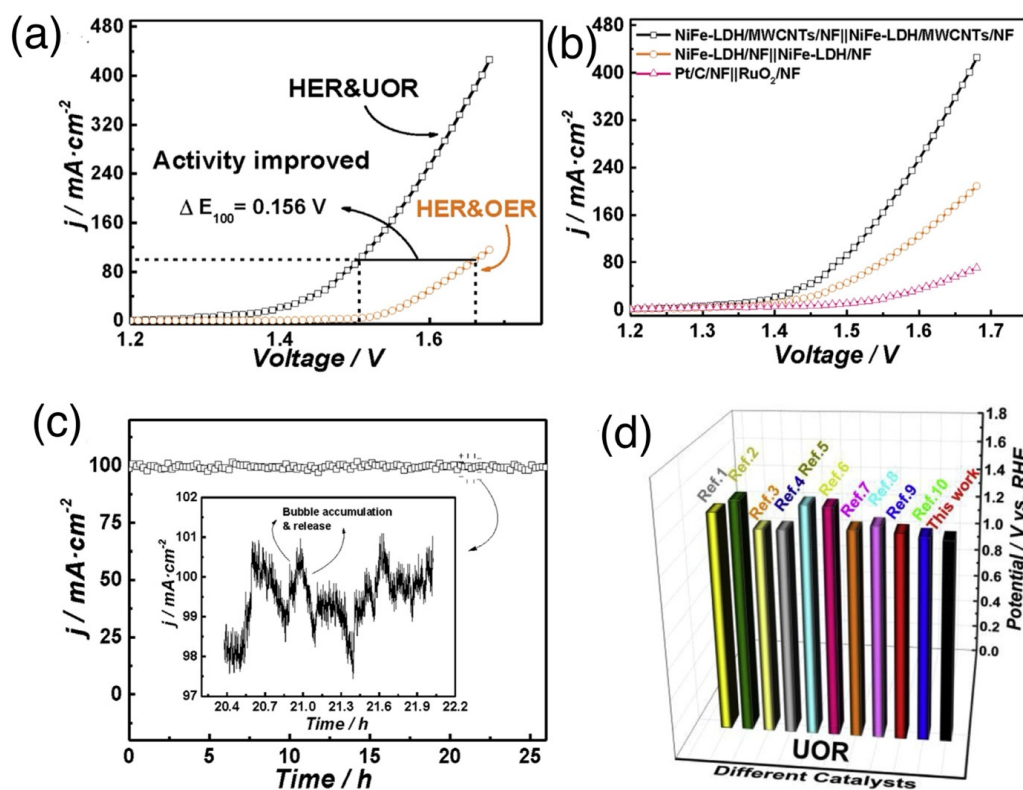 (a)
480
400
320
240
160
80
0
j / mA·cm-2
HER&UOR
Activity improved
Δ E100= 0.156 V
HER&OER
1.2
1.4
1.6
Voltage / V
(b)
480
400
320
240
160
80
0
j / mA·cm-2
NiFe-LDH/MWCNTs/NF||NiFe-LDH/MWCNTs/NF
NiFe-LDH/NF||NiFe-LDH/NF
Pt/C/NF||RuO2/NF
1.2
1.3
1.4
1.5
1.6
1.7
Voltage / V
(c)
100
75
50
25
0
j / mA·cm-2
102
101
100
99
98
97
j / mA·cm-2
Bubble accumulation
& release
20.4
20.7
21.0
21.3
21.6
21.9
22.2
Time / h
0
5
10
15
20
25
Time / h
(d)
Ref.1
Ref.2
Ref.3
Ref.4
Ref.5
Ref.6
Ref.7
Ref.8
Ref.9
Ref.10
This work
1.8
1.6
1.4
1.2
1.0
0.8
0.6
0.4
0.2
0.0
Potential / V vs. RHE
UOR
Different Catalysts